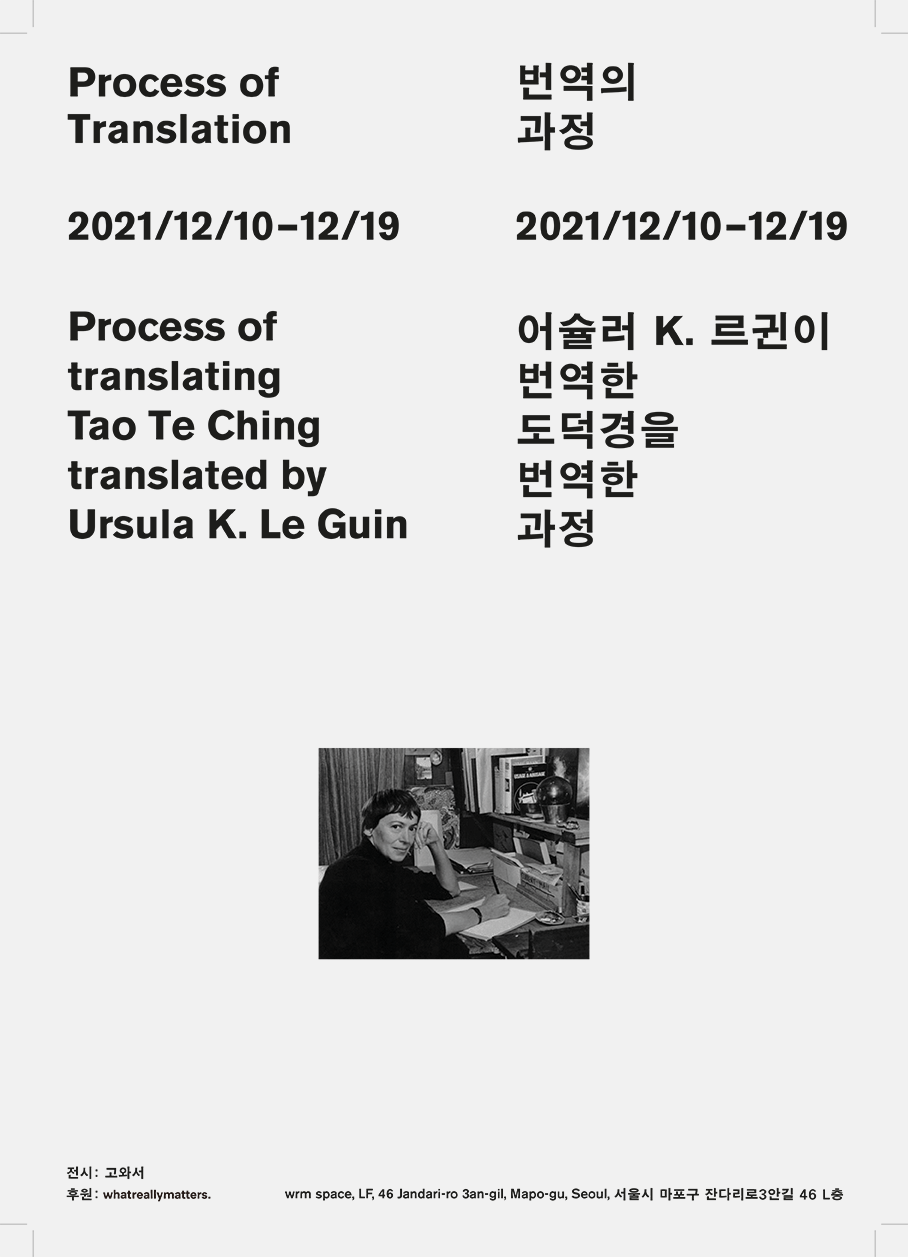 Process of
Translation
2021/12/10–12/19
Process of
translating
Tao Te Ching
translated by
Ursula K. Le Guin
번역의
과정
2021/12/10–12/19
어슐러 K. 르귄이
번역한
도덕경을
번역한
과정
전시: 고와서
후원: whatreallymatters.
wrm space, LF, 46 Jandari-ro 3an-gil, Mapo-gu, Seoul, 서울시 마포구 잔다리로3안길 46 L층